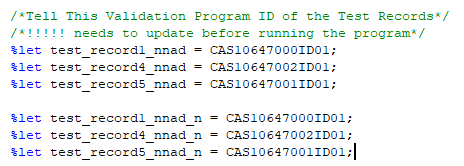 /*Tell This Validation Program ID of the Test Records*/
/*!!!!! needs to update before running the program*/
%let test_record1_nnad = CAS10647000ID01;
%let test_record4_nnad = CAS10647002ID01;
%let test_record5_nnad = CAS10647001ID01;
%let test_record1_nnad_n = CAS10647000ID01;
%let test_record4_nnad_n = CAS10647002ID01;
%let test_record5_nnad_n = CAS10647001ID01;